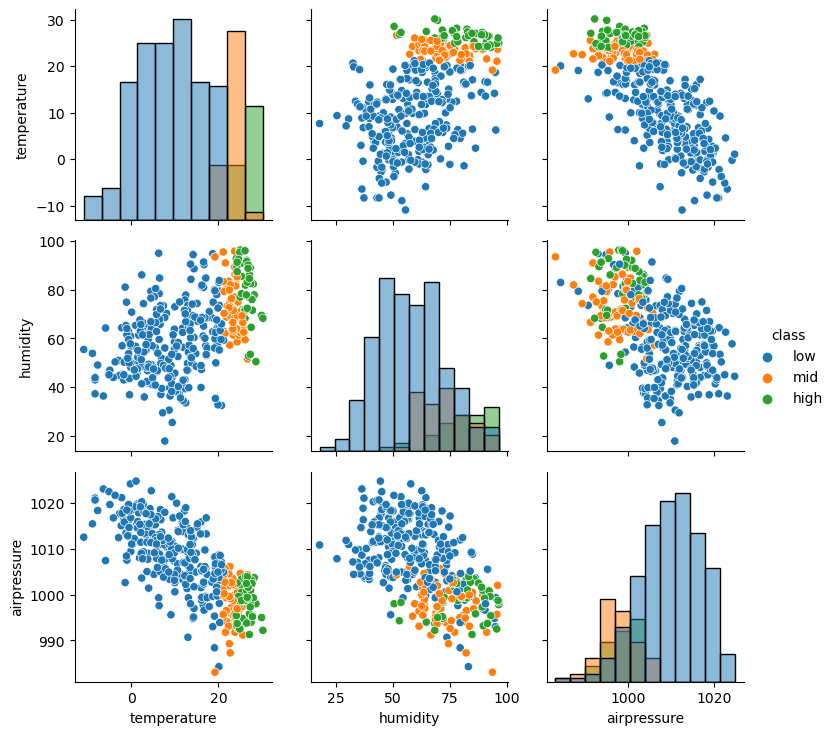 temperature
30
20
10
0
−10
humidity
100
80
60
40
20
class
low
mid
high
airpressure
1020
1010
1000
990
0 20
25 50 75 100
1000 1020
temperature humidity airpressure